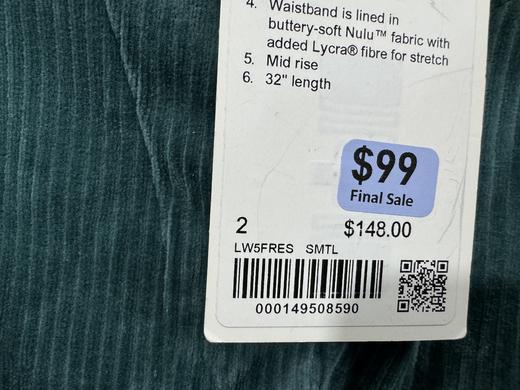 4. Waistband is lined in
buttery-soft Nulu™ fabric with
added Lycra® fibre for stretch
5. Mid rise
6. 32" length
$99
Final Sale
2 $148.00
LW5FRES SMTL
000149508590